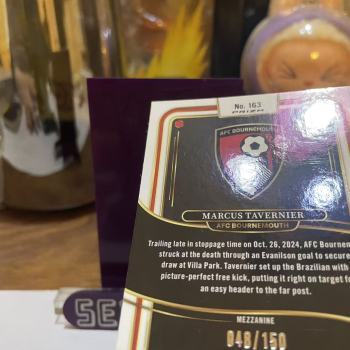 No. 163
PANINI
AFC BOURNEMOUTH
MARCUS TAVERNIER
AFC BOURNEMOUTH
Trailing late in stoppage time on Oct. 26, 2024, AFC Bournem
struck at the death through an Evanilson goal to secure
draw at Villa Park. Tavernier set up the Brazilian with
picture-perfect free kick, putting it right on target fo
an easy header to the far post.
MEZZANINE
048/150
SE